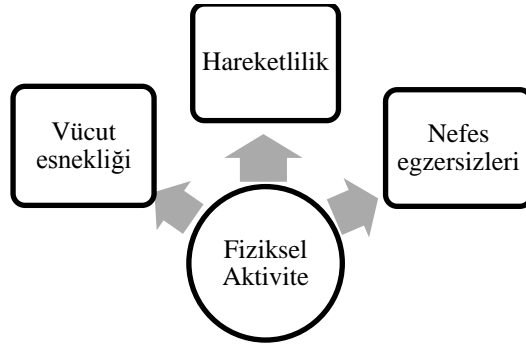 Hareketlilik
Vücut
esnekliği
Nefes
egzersizleri
Fiziksel
Aktivite